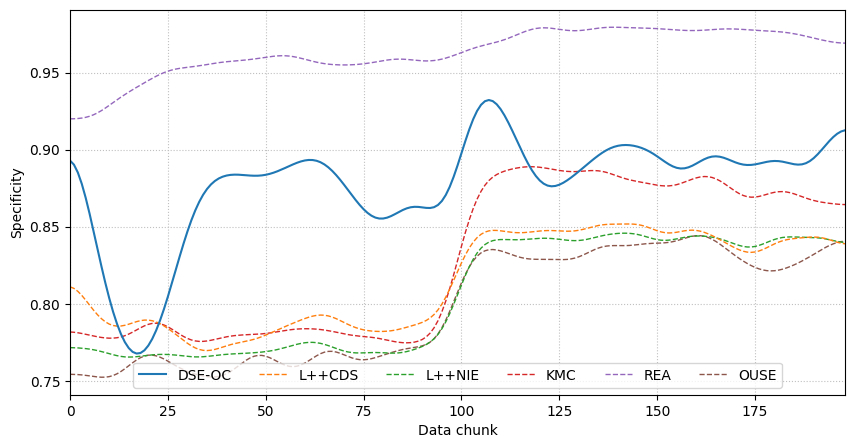 0.95
0.90
0.85
0.80
0.75
Specificity
DSE-OC L++CDS L++NIE KMC REA OUSE
0 25 50 75 100 125 150 175
Data chunk